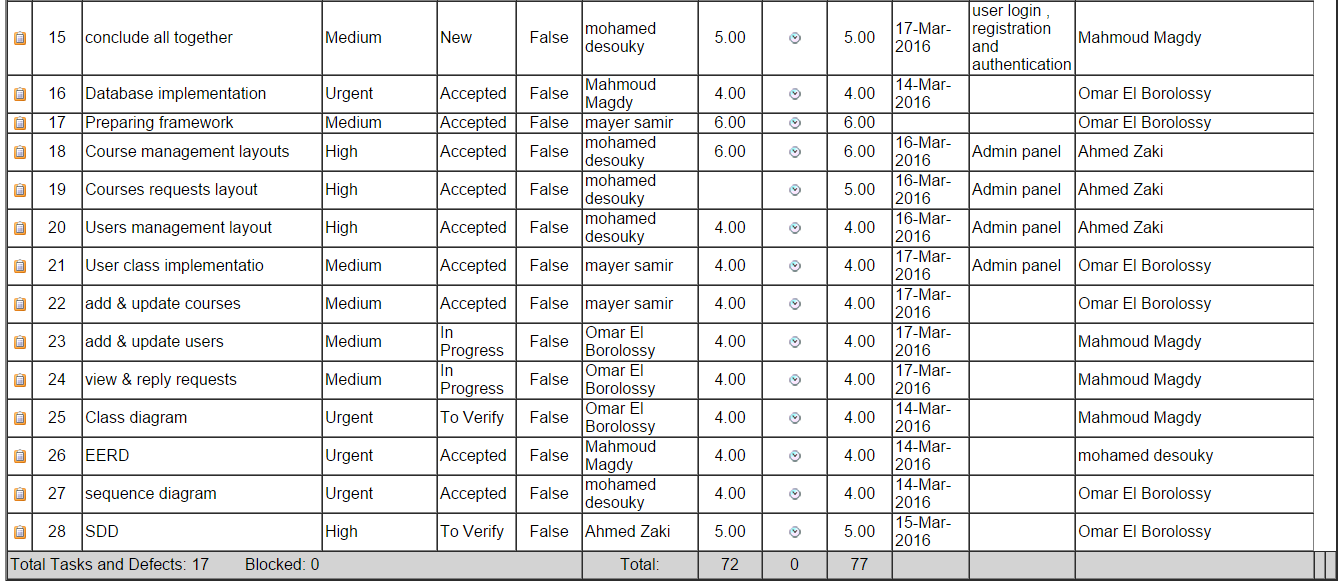 15 conclude all together Medium New False mohamed desouky 5.00 5.00 17-Mar-2016 user login , registration and authentication Mahmoud Magdy
16 Database implementation Urgent Accepted False Mahmoud Magdy 4.00 4.00 14-Mar-2016 Omar El Borolossy
17 Preparing framework Medium Accepted False mayer samir 6.00 6.00 Omar El Borolossy
18 Course management layouts High Accepted False mohamed desouky 6.00 6.00 16-Mar-2016 Admin panel Ahmed Zaki
19 Courses requests layout High Accepted False mohamed desouky 5.00 16-Mar-2016 Admin panel Ahmed Zaki
20 Users management layout High Accepted False mohamed desouky 4.00 4.00 16-Mar-2016 Admin panel Ahmed Zaki
21 User class implementatio Medium Accepted False mayer samir 4.00 4.00 17-Mar-2016 Admin panel Omar El Borolossy
22 add & update courses Medium Accepted False mayer samir 4.00 4.00 17-Mar-2016 Omar El Borolossy
23 add & update users Medium In Progress False Omar El Borolossy 4.00 4.00 17-Mar-2016 Mahmoud Magdy
24 view & reply requests Medium In Progress False Omar El Borolossy 4.00 4.00 17-Mar-2016 Mahmoud Magdy
25 Class diagram Urgent To Verify False Omar El Borolossy 4.00 4.00 14-Mar-2016 Mahmoud Magdy
26 EERD Urgent Accepted False Mahmoud Magdy 4.00 4.00 14-Mar-2016 mohamed desouky
27 sequence diagram Urgent Accepted False mohamed desouky 4.00 4.00 14-Mar-2016 Omar El Borolossy
28 SDD High To Verify False Ahmed Zaki 5.00 5.00 15-Mar-2016 Omar El Borolossy
Total Tasks and Defects: 17 Blocked: 0 Total: 72 0 77